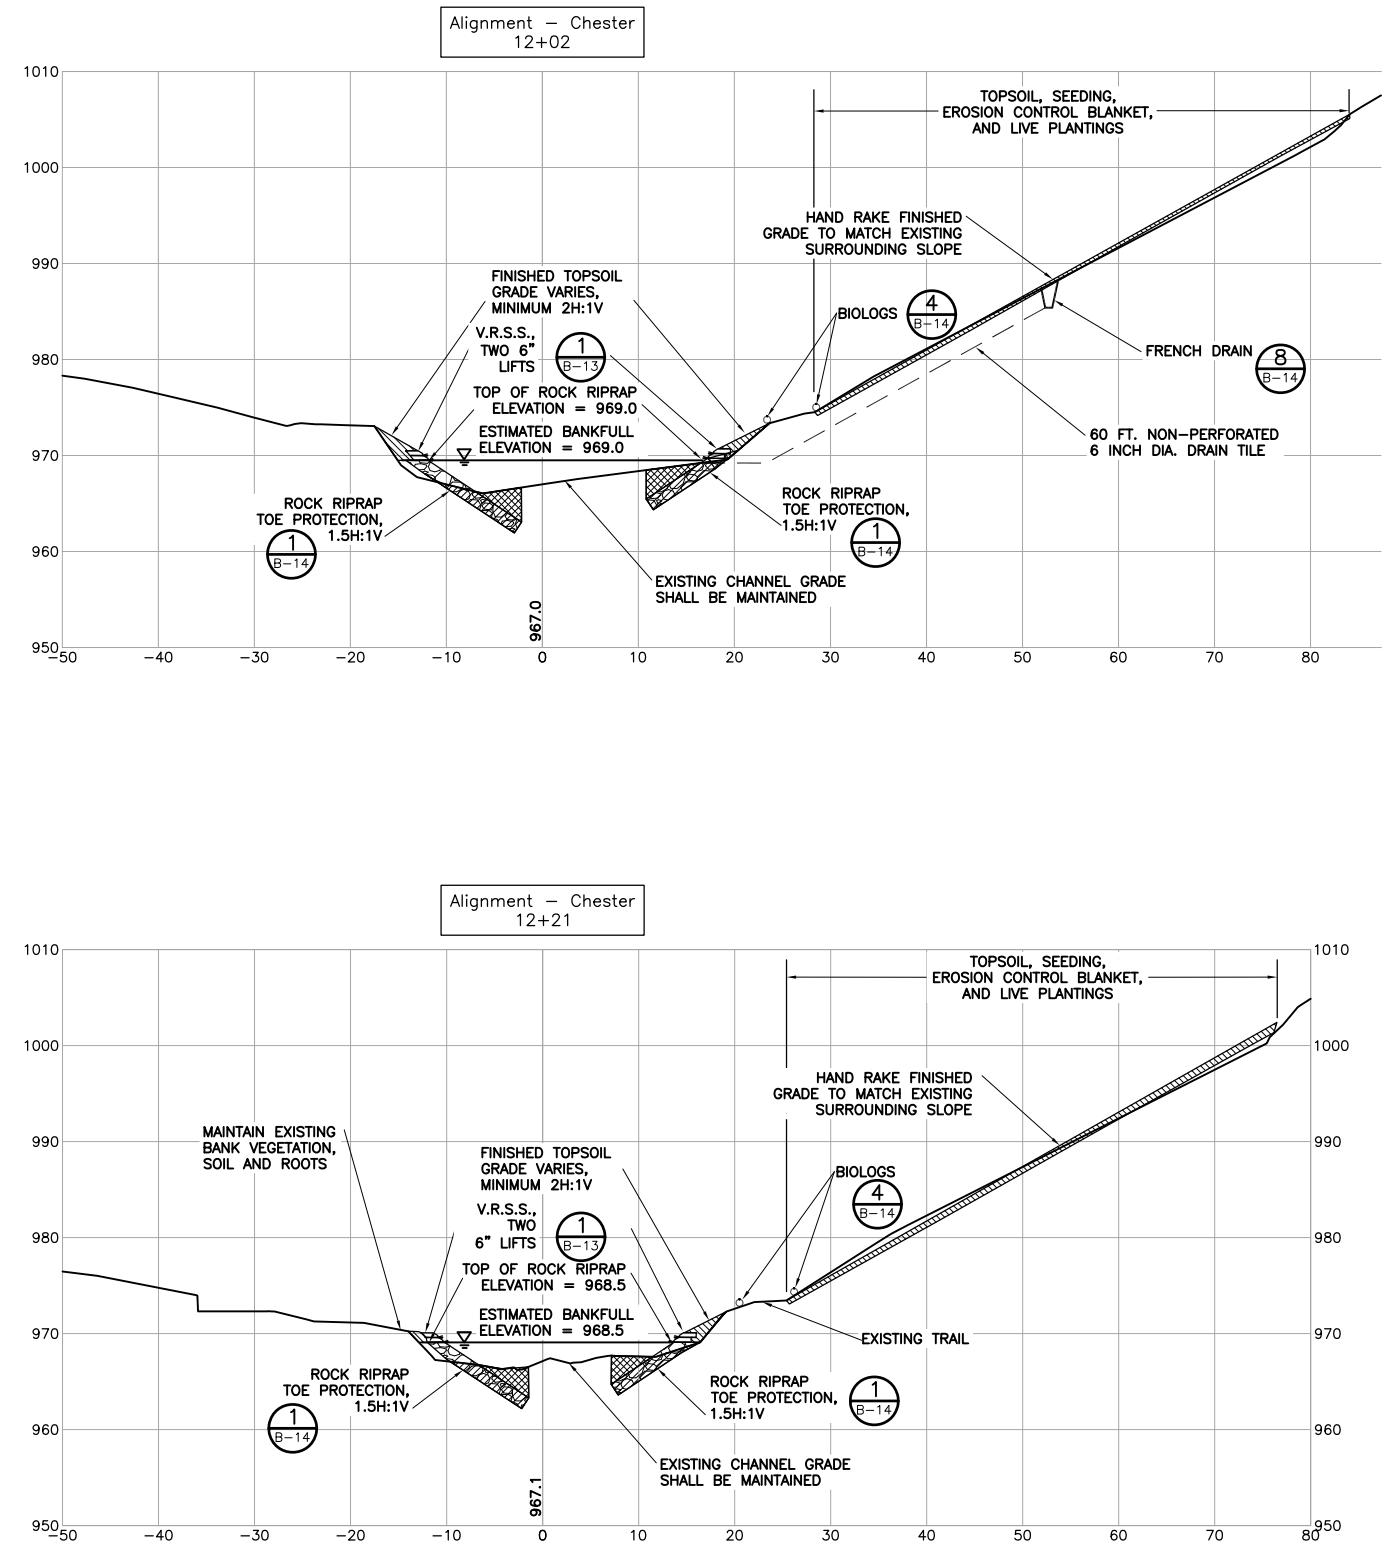 Alignment – Chester
12+02
1010
1000
990
980
970
960
950
TOPSOIL, SEEDING,
EROSION CONTROL BLANKET,
AND LIVE PLANTINGS
HAND RAKE FINISHED
GRADE TO MATCH EXISTING
SURROUNDING SLOPE
FINISHED TOPSOIL
GRADE VARIES,
MINIMUM 2H:1V
V.R.S.S.,
TWO 6"
LIFTS
1
B-13
TOP OF ROCK RIPRAP
ELEVATION = 969.0
ESTIMATED BANKFULL
ELEVATION = 969.0
BIOLOGS
4
B-14
FRENCH DRAIN
8
B-14
60 FT. NON-PERFORATED
6 INCH DIA. DRAIN TILE
ROCK RIPRAP
TOE PROTECTION,
1.5H:1V
1
B-14
ROCK RIPRAP
TOE PROTECTION,
1.5H:1V
1
B-14
EXISTING CHANNEL GRADE
SHALL BE MAINTAINED
967.0
-50 -40 -30 -20 -10 0 10 20 30 40 50 60 70 80
Alignment – Chester
12+21
1010
1000
990
980
970
960
950
TOPSOIL, SEEDING,
EROSION CONTROL BLANKET,
AND LIVE PLANTINGS
HAND RAKE FINISHED
GRADE TO MATCH EXISTING
SURROUNDING SLOPE
MAINTAIN EXISTING
BANK VEGETATION,
SOIL AND ROOTS
FINISHED TOPSOIL
GRADE VARIES,
MINIMUM 2H:1V
V.R.S.S.,
TWO
6" LIFTS
1
B-13
TOP OF ROCK RIPRAP
ELEVATION = 968.5
ESTIMATED BANKFULL
ELEVATION = 968.5
BIOLOGS
4
B-14
EXISTING TRAIL
ROCK RIPRAP
TOE PROTECTION,
1.5H:1V
1
B-14
ROCK RIPRAP
TOE PROTECTION,
1.5H:1V
1
B-14
EXISTING CHANNEL GRADE
SHALL BE MAINTAINED
967.1
1010
1000
990
980
970
960
950
-50 -40 -30 -20 -10 0 10 20 30 40 50 60 70 80